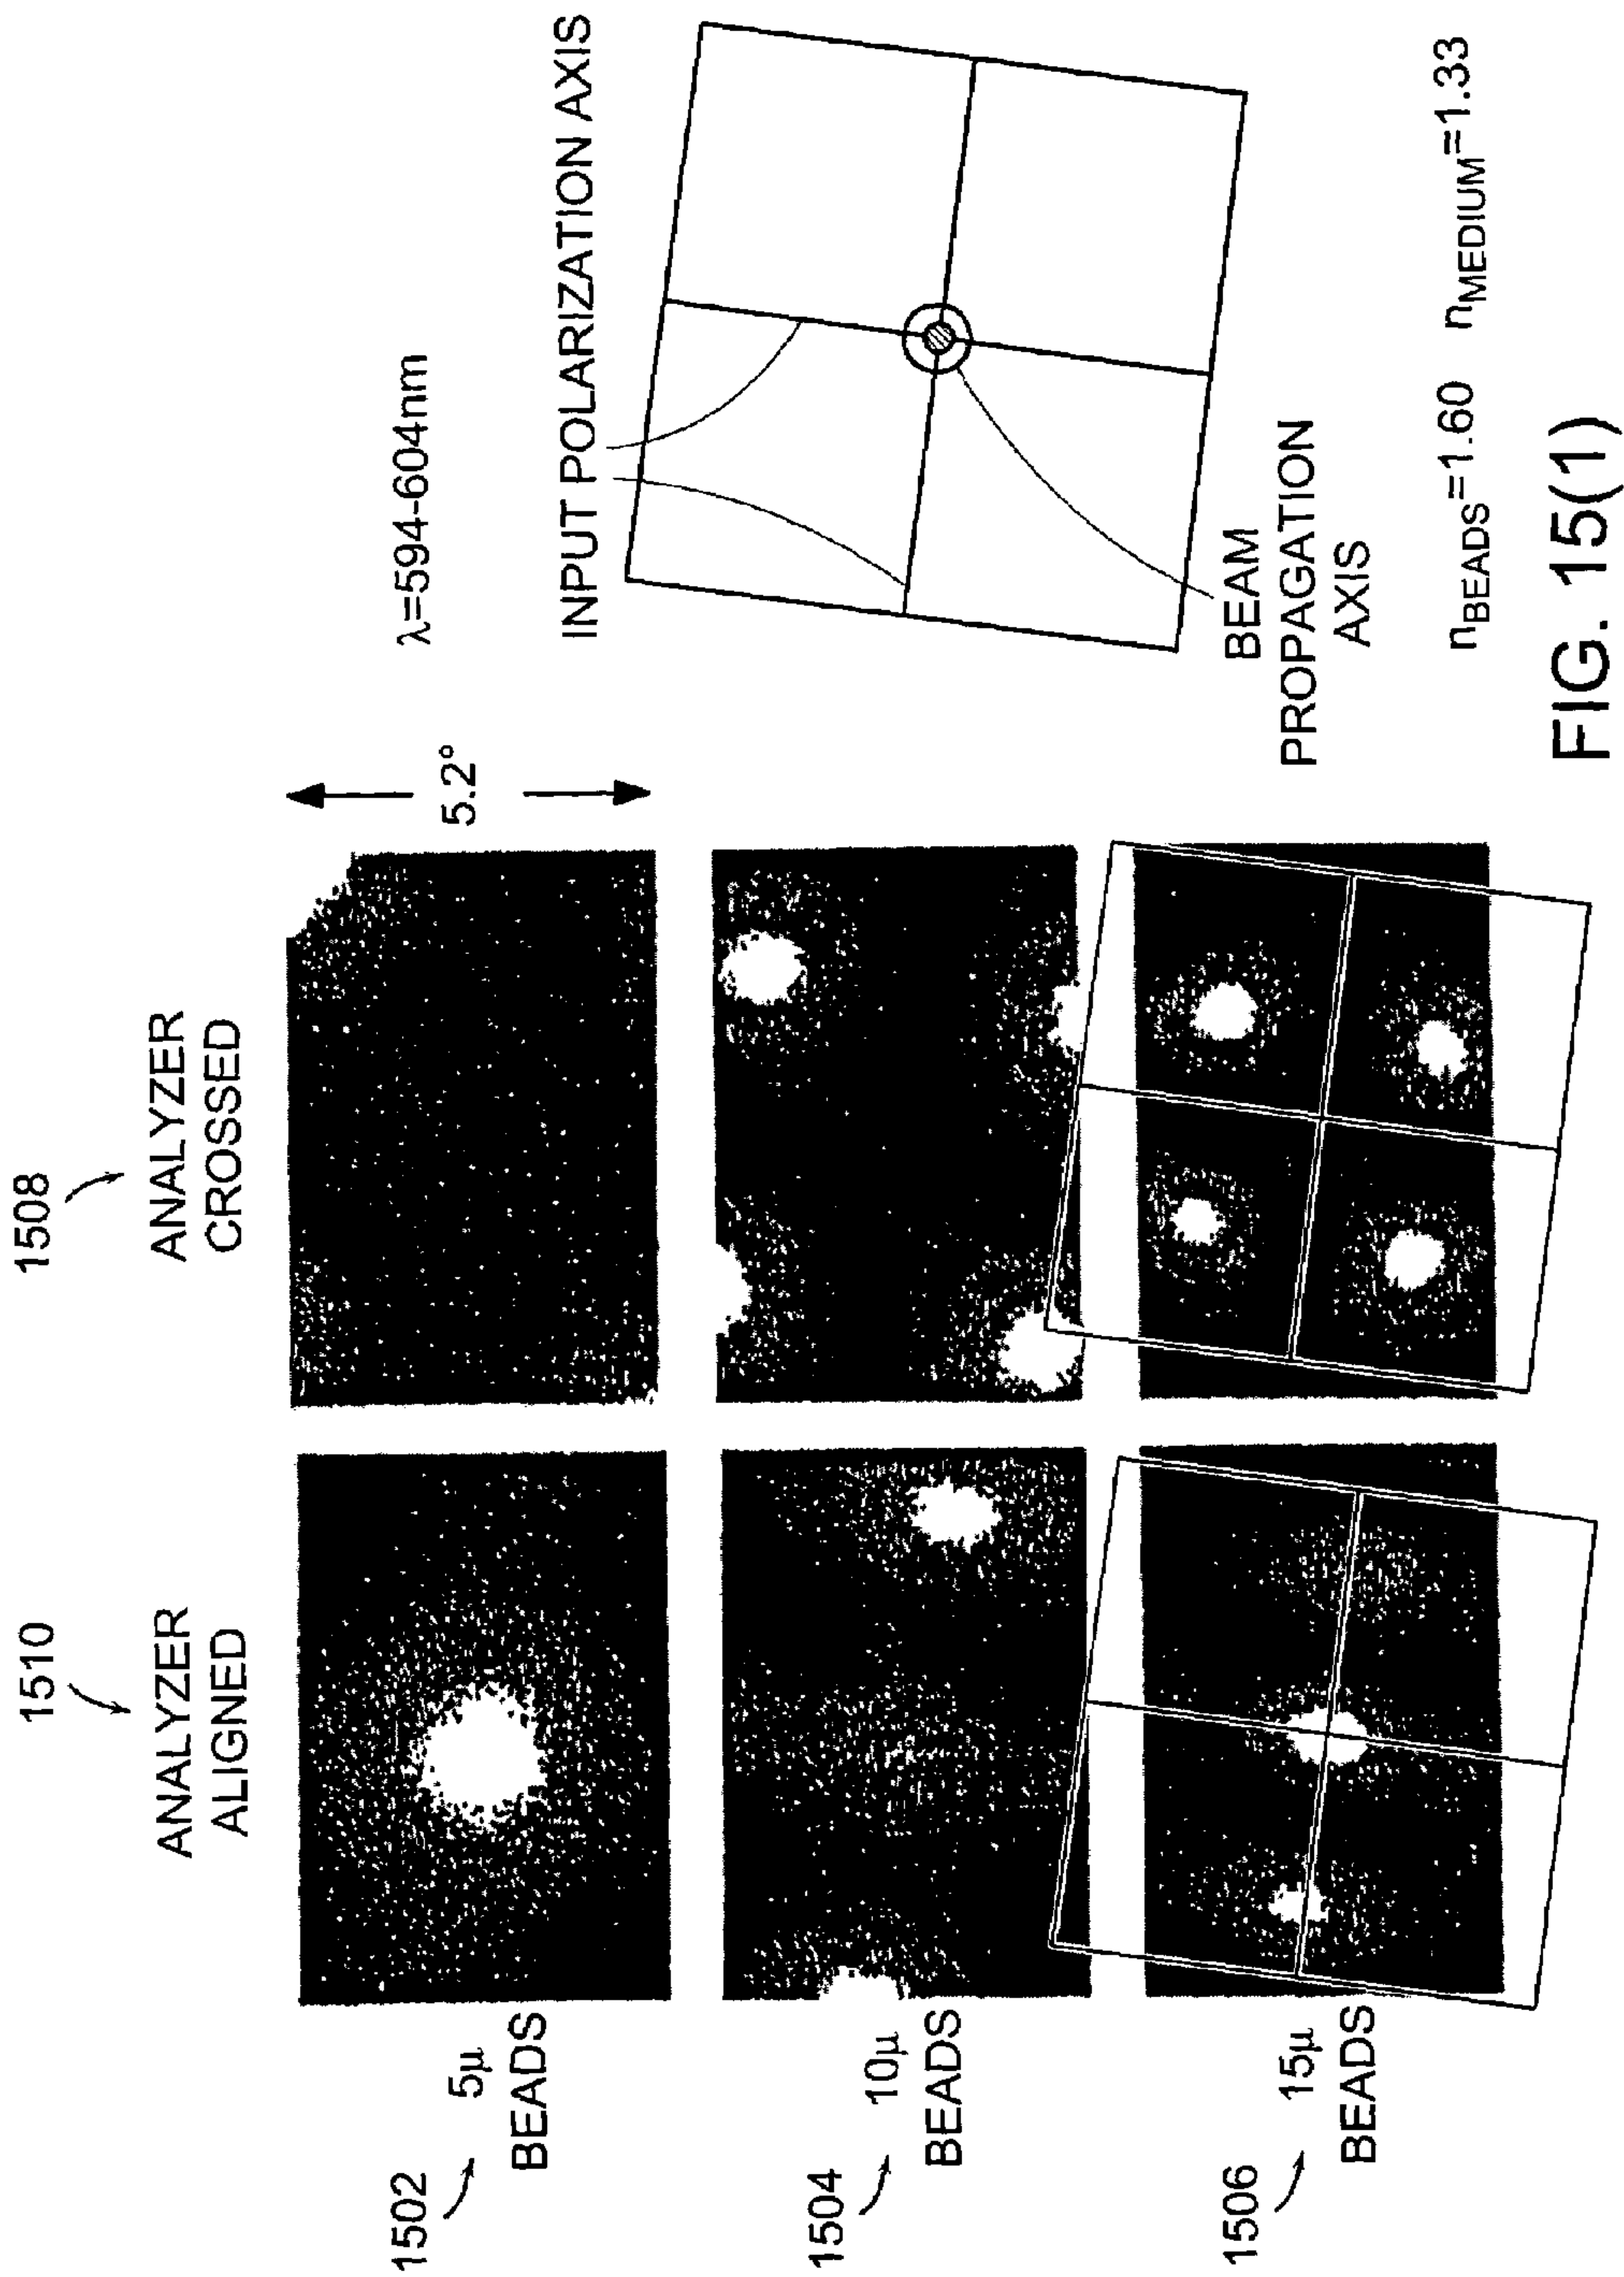 1510
ANALYZER
ALIGNED
1508
ANALYZER
CROSSED
1502
5µ
BEADS
5.2°
1504
10µ
BEADS
1506
15µ
BEADS
λ=594-604nm
INPUT POLARIZATION AXIS
BEAM
PROPAGATION
AXIS
nBEADS=1.60 nMEDIUM=1.33
FIG. 15(1)